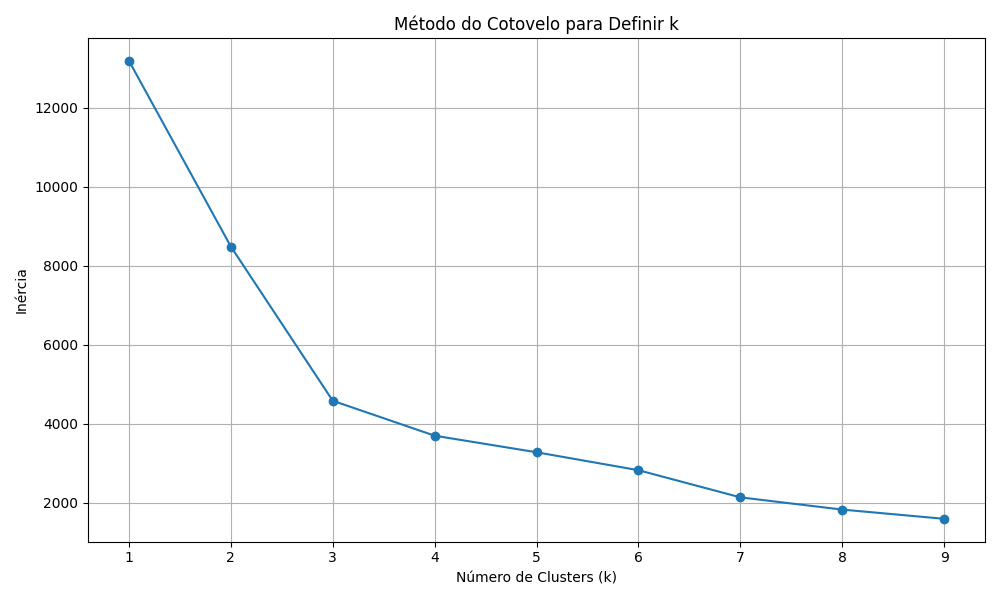 Método do Cotovelo para Definir k
12000
10000
8000
6000
4000
2000
Inércia
1 2 3 4 5 6 7 8 9
Número de Clusters (k)